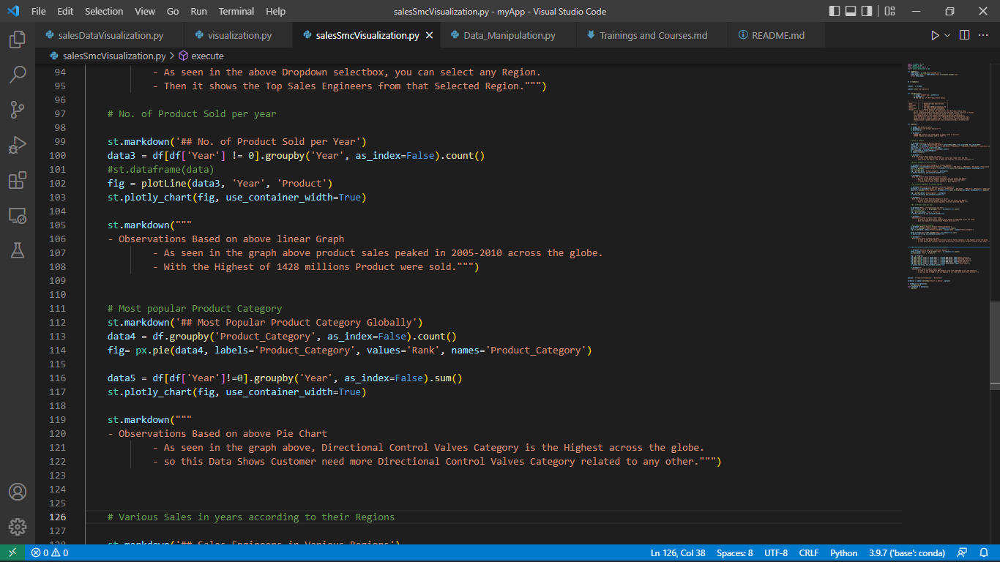 File Edit Selection View Go Run Terminal Help salesSmcVisualization.py - myApp - Visual Studio Code
salesDataVisualization.py visualization.py salesSmcVisualization.py Data_Manipulation.py Trainings and Courses.md README.md
salesSmcVisualization.py > execute
94 - As seen in the above Dropdown selectbox, you can select any Region.
95 - Then it shows the Top Sales Engineers from that Selected Region.""")
96
97 # No. of Product Sold per year
98
99 st.markdown('## No. of Product Sold per Year')
100 data3 = df[df['Year'] != 0].groupby('Year', as_index=False).count()
101 #st.dataframe(data)
102 fig = plotLine(data3, 'Year', 'Product')
103 st.plotly_chart(fig, use_container_width=True)
104
105 st.markdown("""
106 - Observations Based on above linear Graph
107 - As seen in the graph above product sales peaked in 2005-2010 across the globe.
108 - With the Highest of 1428 millions Product were sold.""")
109
110
111 # Most popular Product Category
112 st.markdown('## Most Popular Product Category Globally')
113 data4 = df.groupby('Product_Category', as_index=False).count()
114 fig= px.pie(data4, labels='Product_Category', values='Rank', names='Product_Category')
115
116 data5 = df[df['Year']!=0].groupby('Year', as_index=False).sum()
117 st.plotly_chart(fig, use_container_width=True)
118
119 st.markdown("""
120 - Observations Based on above Pie Chart
121 - As seen in the graph above, Directional Control Valves Category is the Highest across the globe.
122 - so this Data Shows Customer need more Directional Control Valves Category related to any other.""")
123
124
125
126 # Various Sales in years according to their Regions
127
128 st.markdown('## Sales Engineers in Various Regions')
0 0 Ln 126, Col 38 Spaces: 8 UTF-8 CRLF Python 3.9.7 ('base': conda)